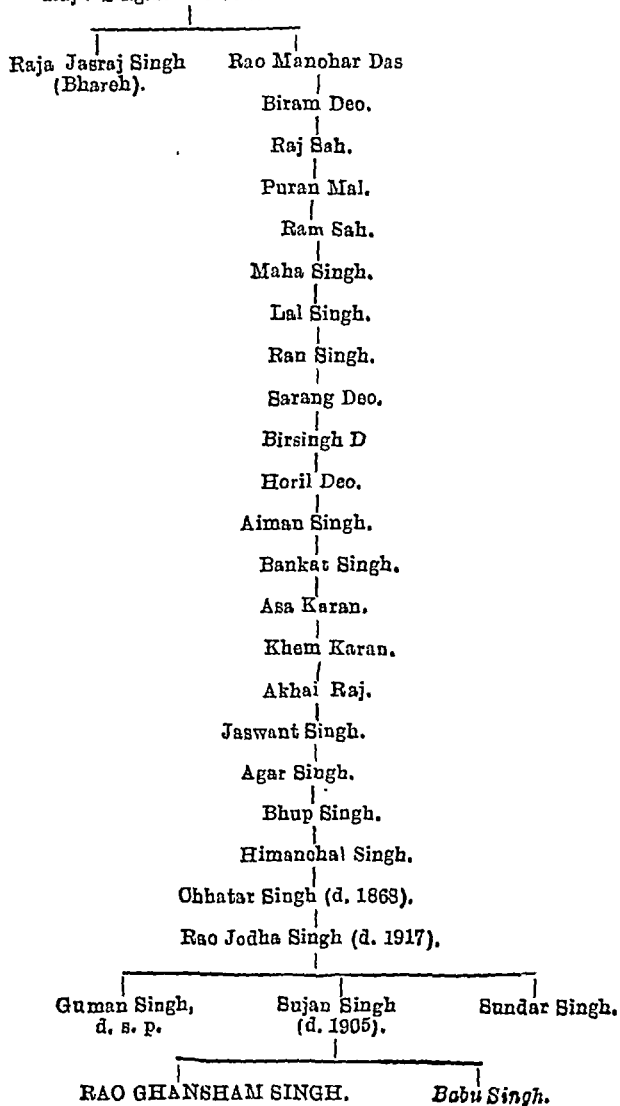 Raja Jasraj Singh Rao Manohar Das
(Bhareh).
Biram Deo.
Raj Sah.
Puran Mal.
Ram Sah.
Maha Singh.
Lal Singh.
Ran Singh.
Sarang Deo.
Birsingh D
Horil Deo.
Aiman Singh.
Bankat Singh.
Asa Karan.
Khem Karan.
Akhai Raj.
Jaswant Singh.
Agar Singh.
Bhup Singh.
Himanchal Singh.
Chhatar Singh (d. 1868).
Rao Jodha Singh (d. 1917).
Guman Singh, Sujan Singh Sundar Singh.
d. s. p. (d. 1905).
RAO GHANSHAM SINGH. Babu Singh.